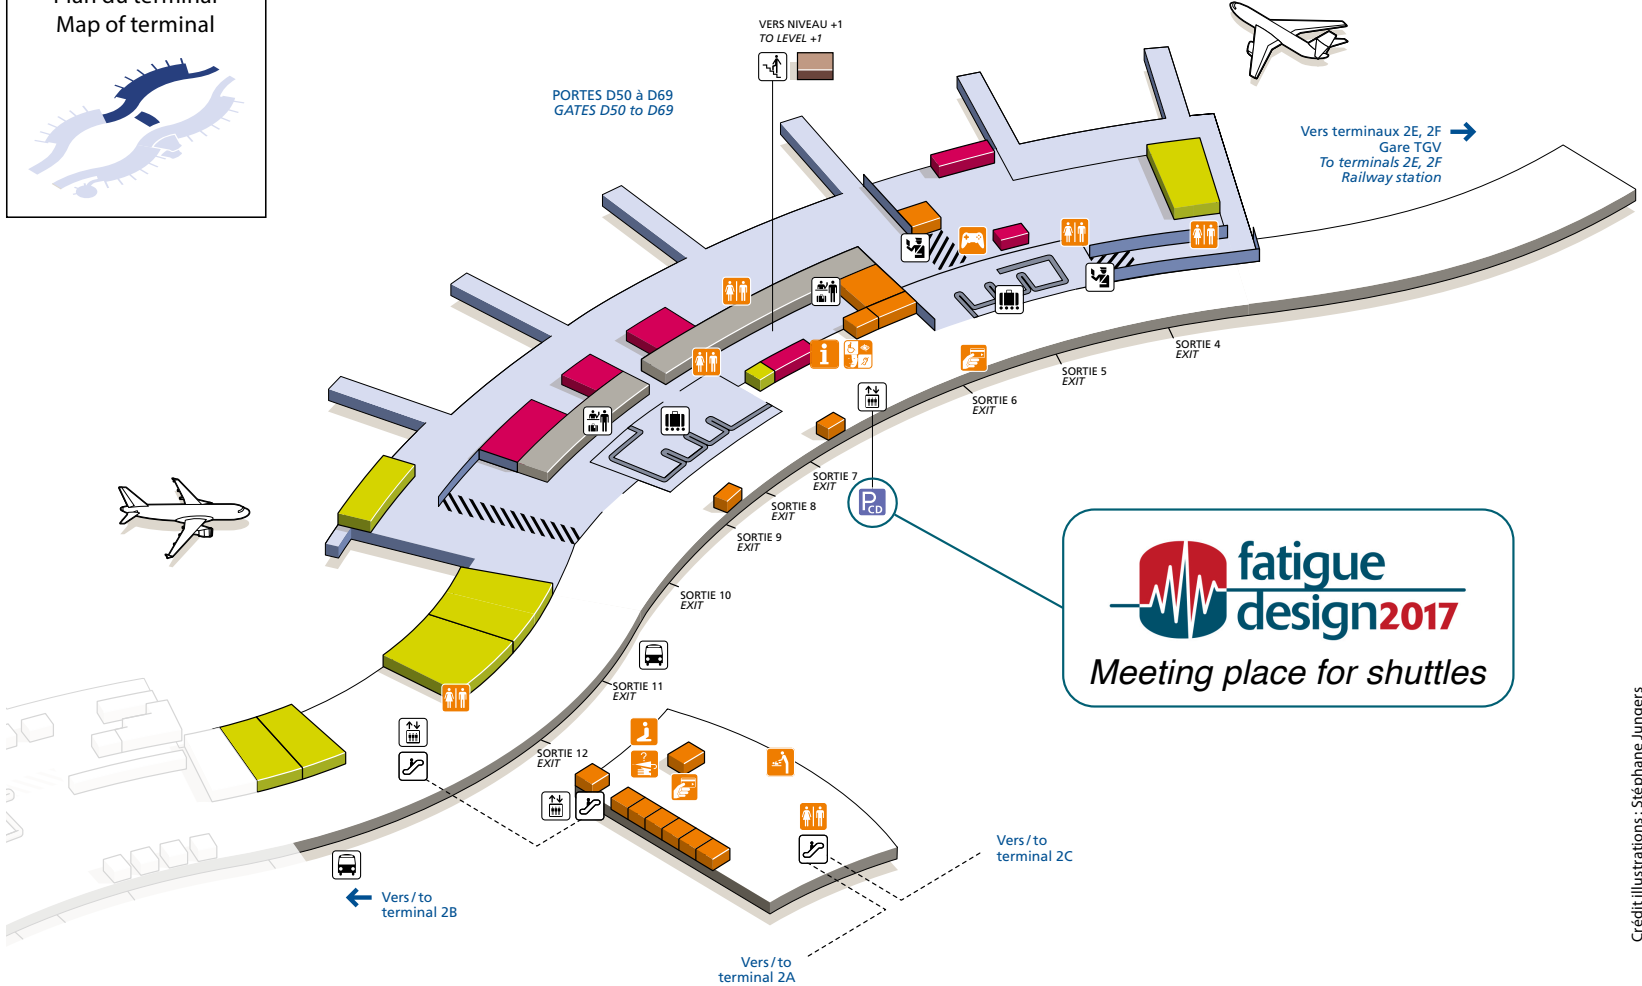 Plan du terminal
Map of terminal
VERS NIVEAU +1
TO LEVEL +1
PORTES D50 à D69
GATES D50 to D69
Vers terminaux 2E, 2F
Gare TGV
To terminals 2E, 2F
Railway station
SORTIE 4
EXIT
SORTIE 5
EXIT
SORTIE 6
EXIT
SORTIE 7
EXIT
SORTIE 8
EXIT
SORTIE 9
EXIT
SORTIE 10
EXIT
SORTIE 11
EXIT
SORTIE 12
EXIT
i
P
CD
fatigue
design2017
Meeting place for shuttles
?
Vers/to
terminal 2C
Vers/to
terminal 2B
Vers/to
terminal 2A
Crédit illustrations : Stéphane Jungers